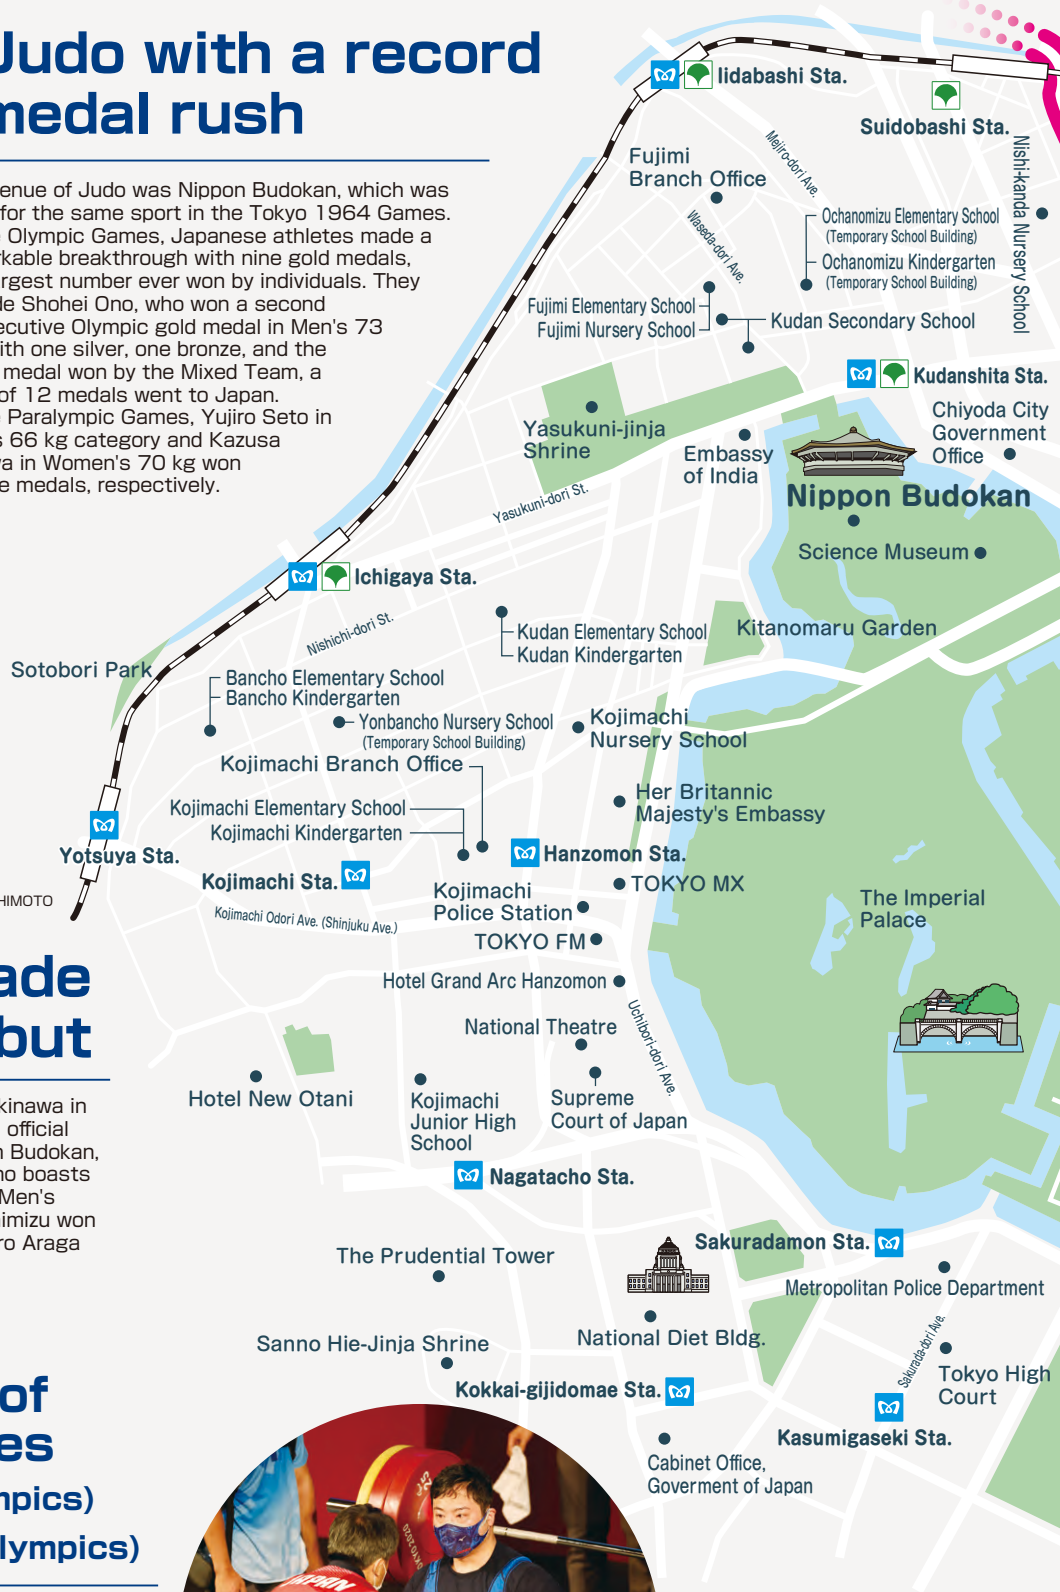 Judo with a record
medal rush
enue of Judo was Nippon Budokan, which was
for the same sport in the Tokyo 1964 Games.
Olympic Games, Japanese athletes made a
rkable breakthrough with nine gold medals,
argest number ever won by individuals. They
de Shohei Ono, who won a second
ecutive Olympic gold medal in Men's 73
ith one silver, one bronze, and the
medal won by the Mixed Team, a
of 12 medals went to Japan.
Paralympic Games, Yujiro Seto in
s 66 kg category and Kazusa
va in Women's 70 kg won
e medals, respectively.
Iidabashi Sta.
Suidobashi Sta.
Mejiro-dori Ave.
Nishi-kanda Nursery School
Fujimi
Branch Office
Waseda-dori Ave.
Ochanomizu Elementary School
(Temporary School Building)
Ochanomizu Kindergarten
(Temporary School Building)
Fujimi Elementary School
Fujimi Nursery School
Kudan Secondary School
Kudanshita Sta.
Chiyoda City
Government
Office
Yasukuni-jinja
Shrine
Embassy
of India
Nippon Budokan
Yasukuni-dori St.
Science Museum
Ichigaya Sta.
Nishichi-dori St.
Kudan Elementary School
Kudan Kindergarten
Kitanomaru Garden
Sotobori Park
Bancho Elementary School
Bancho Kindergarten
Yonbancho Nursery School
(Temporary School Building)
Kojimachi
Nursery School
Kojimachi Branch Office
Her Britannic
Majesty's Embassy
Kojimachi Elementary School
Kojimachi Kindergarten
Yotsuya Sta.
Hanzomon Sta.
Kojimachi Sta.
TOKYO MX
Kojimachi
Police Station
The Imperial
Palace
HIMOTO
Kojimachi Odori Ave. (Shinjuku Ave.)
TOKYO FM
Hotel Grand Arc Hanzomon
ade
but
National Theatre
Uchibori-dori Ave.
Hotel New Otani
Kojimachi
Junior High
School
Supreme
Court of Japan
kinawa in
official
n Budokan,
no boasts
Men's
himizu won
ro Araga
Nagatacho Sta.
Sakuradamon Sta.
The Prudential Tower
Metropolitan Police Department
National Diet Bldg.
Sakurada-dori Ave.
Sanno Hie-Jinja Shrine
Tokyo High
Court
Kokkai-gijidomae Sta.
Kasumigaseki Sta.
of
es
mpics)
lympics)
Cabinet Office,
Goverment of Japan
25
TOKYO 2020
NIPPON